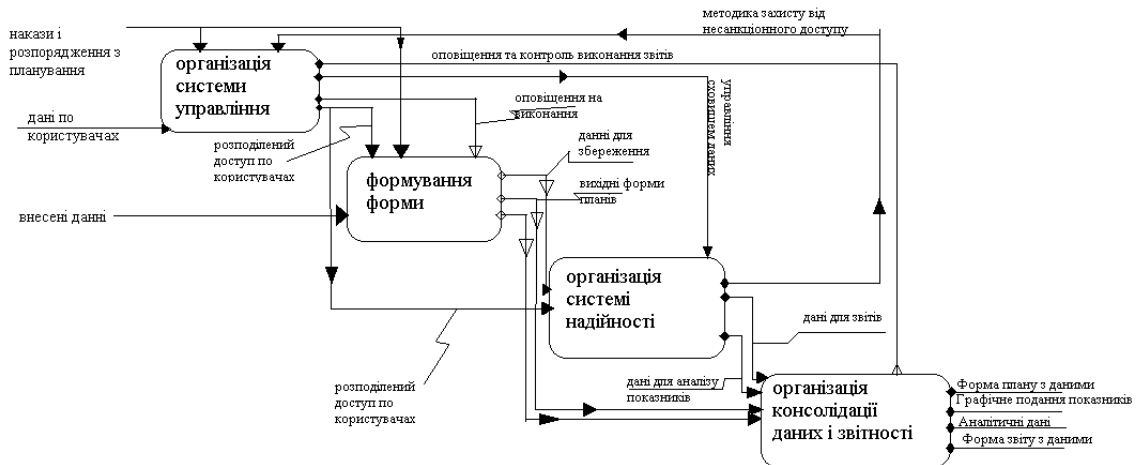 методика захисту від
несанкціонного доступу
накази і
розпорядження з
планування
оповіщення та контроль виконання звітів
організація
системи
управління
управління
сховищем даних
оповіщення на
виконання
дані по
користувачах
розподілений
доступ по
користувачах
данні для
збереження
формування
форми
вихідні форми
планів
внесені данні
організація
системі
надійності
дані для звітів
розподілений
доступ по
користувачах
дані для аналізу
показників
організація
консолідації
даних і звітності
Форма плану з даними
Графічне подання показників
Аналітичні дані
Форма звіту з даними